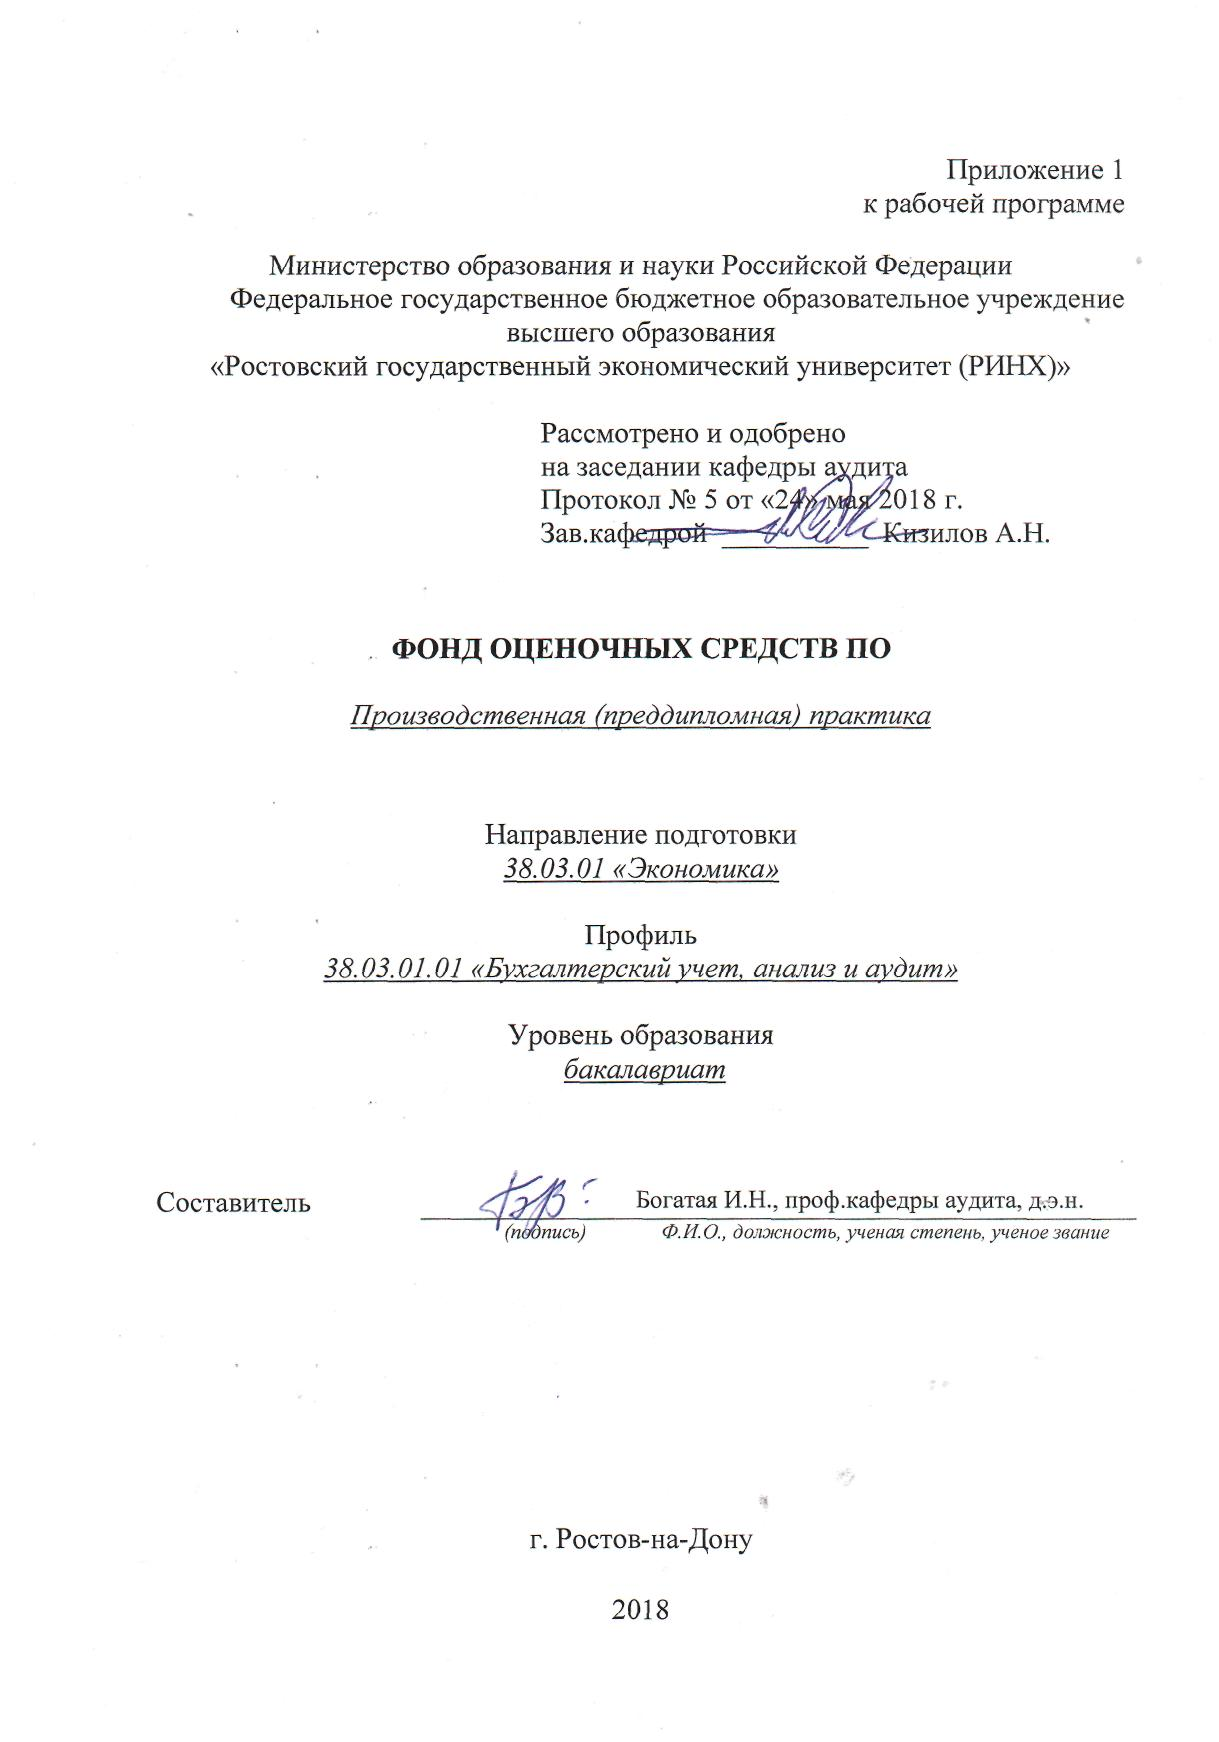 Приложение 1
к рабочей программе
Министерство образования и науки Российской Федерации
Федеральное государственное бюджетное образовательное учреждение
высшего образования
«Ростовский государственный экономический университет (РИНХ)»
Рассмотрено и одобрено
на заседании кафедры аудита
Протокол № 5 от «24» мая 2018 г.
Зав.кафедрой __________ Кизилов А.Н.
ФОНД ОЦЕНОЧНЫХ СРЕДСТВ ПО
Производственная (преддипломная) практика
Направление подготовки
38.03.01 «Экономика»
Профиль
38.03.01.01 «Бухгалтерский учет, анализ и аудит»
Уровень образования
бакалавриат
Составитель Богатая И.Н., проф.кафедры аудита, д.э.н.
(подпись) Ф.И.О., должность, ученая степень, ученое звание
г. Ростов-на-Дону
2018